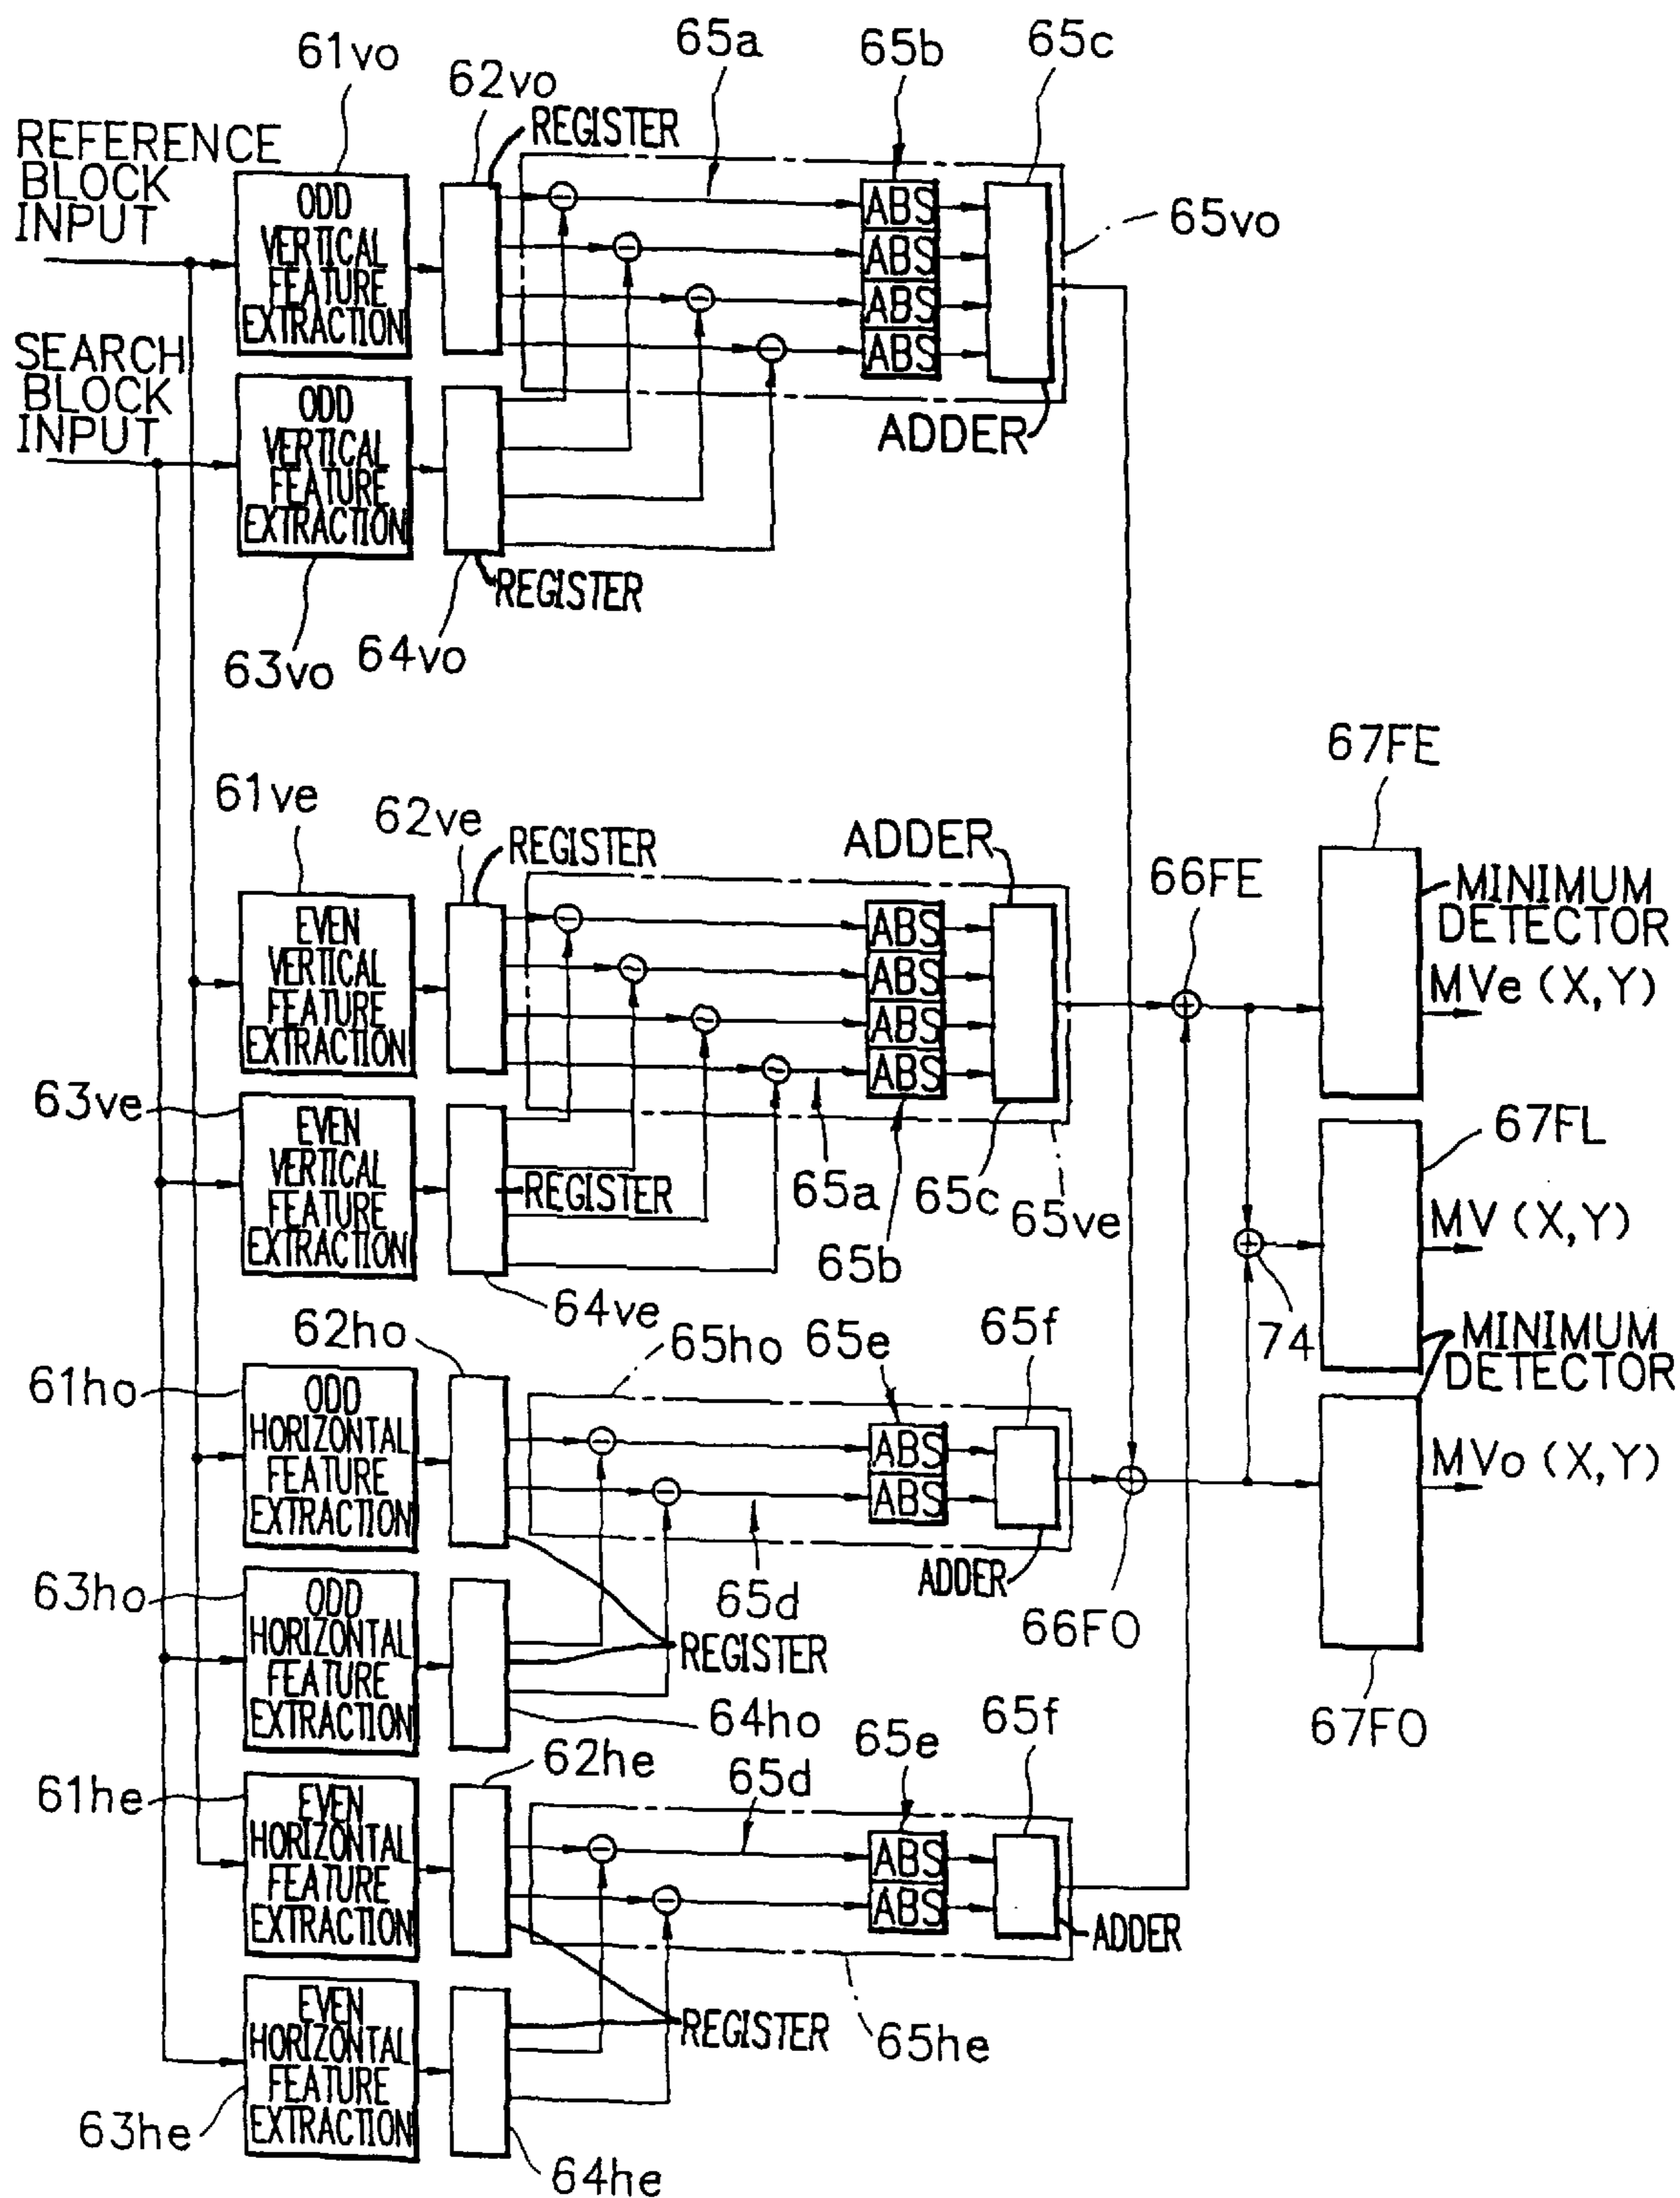 61vo
62vo
65a
65b
65c
REGISTER
REFERENCE
BLOCK
INPUT
ODD
VERTICAL
FEATURE
EXTRACTION
ABS
ABS
ABS
ABS
65vo
SEARCH
BLOCK
INPUT
ODD
VERTICAL
FEATURE
EXTRACTION
ADDER
REGISTER
63vo
64vo
67FE
61ve
62ve
REGISTER
ADDER
66FE
MINIMUM
DETECTOR
EVEN
VERTICAL
FEATURE
EXTRACTION
ABS
ABS
ABS
ABS
MVe (X,Y)
63ve
EVEN
VERTICAL
FEATURE
EXTRACTION
REGISTER
65a
65c
65ve
65b
67FL
MV (X,Y)
64ve
74
62ho
65ho
65e
65f
MINIMUM
DETECTOR
61ho
ODD
HORIZONTAL
FEATURE
EXTRACTION
ABS
ABS
MVo (X,Y)
ADDER
63ho
ODD
HORIZONTAL
FEATURE
EXTRACTION
65d
REGISTER
66FO
64ho
67FO
62he
65d
65e
65f
61he
EVEN
HORIZONTAL
FEATURE
EXTRACTION
ABS
ABS
ADDER
EVEN
HORIZONTAL
FEATURE
EXTRACTION
REGISTER
65he
63he
64he